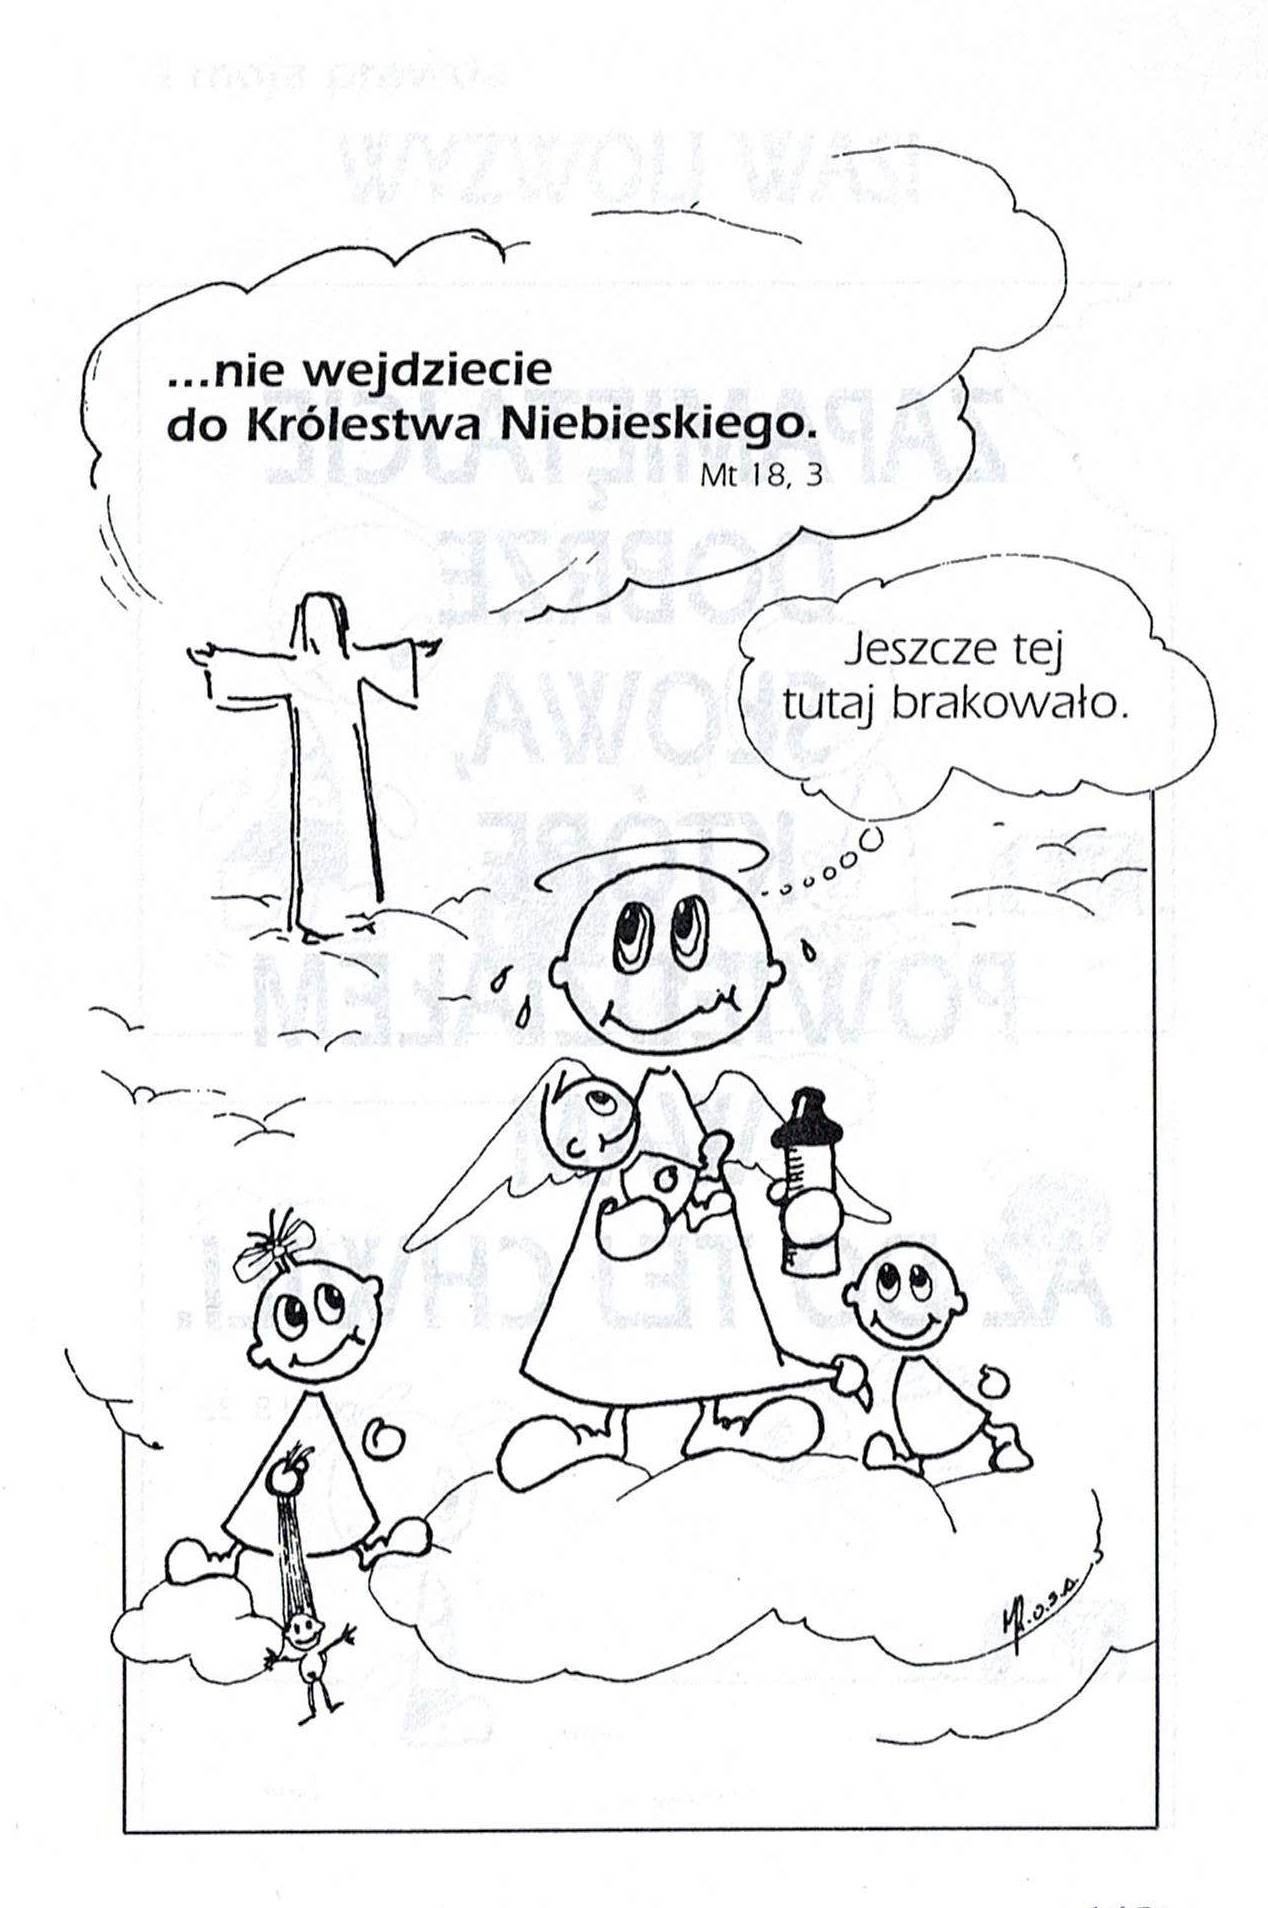 ...nie wejdziecie
do Królestwa Niebieskiego.
Mt 18, 3
Jeszcze tej
tutaj brakowało.